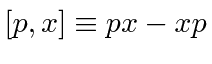 [p, x] ≡ px − xp